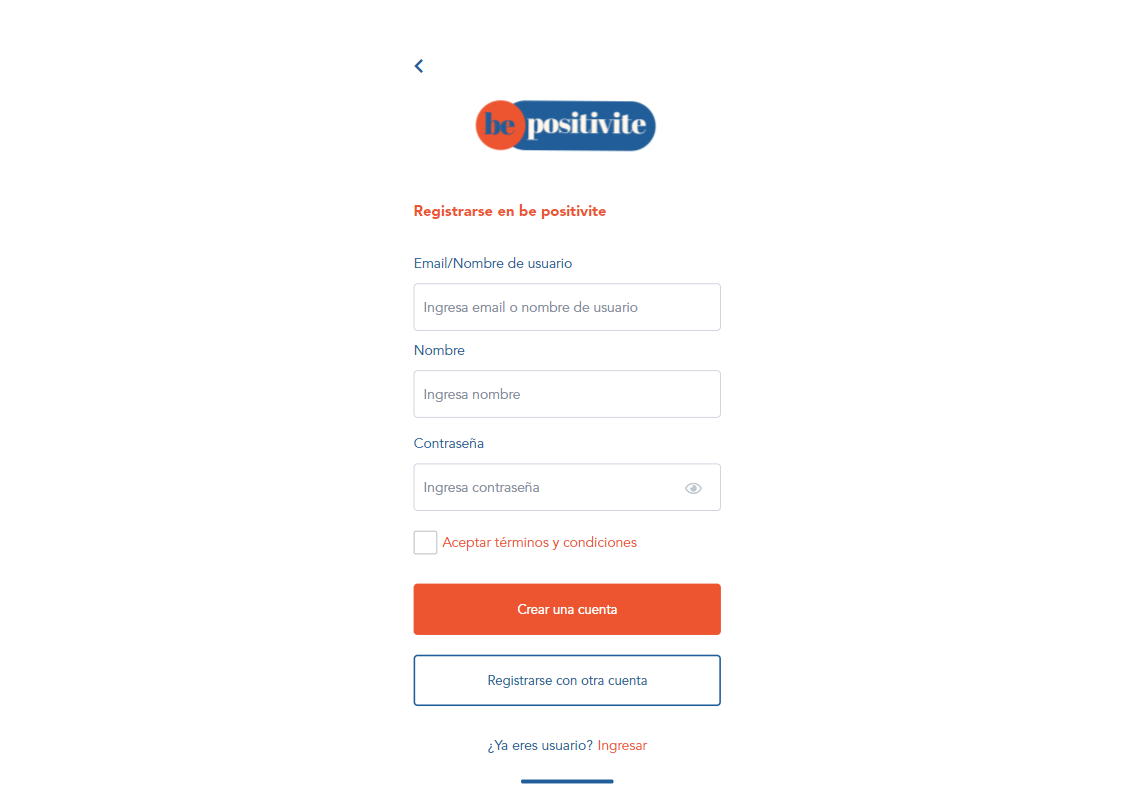 be positivite
Registrarse en be positivite
Email/Nombre de usuario
Ingresa email o nombre de usuario
Nombre
Ingresa nombre
Contraseña
Ingresa contraseña
Aceptar términos y condiciones
Crear una cuenta
Registrarse con otra cuenta
¿Ya eres usuario? Ingresar